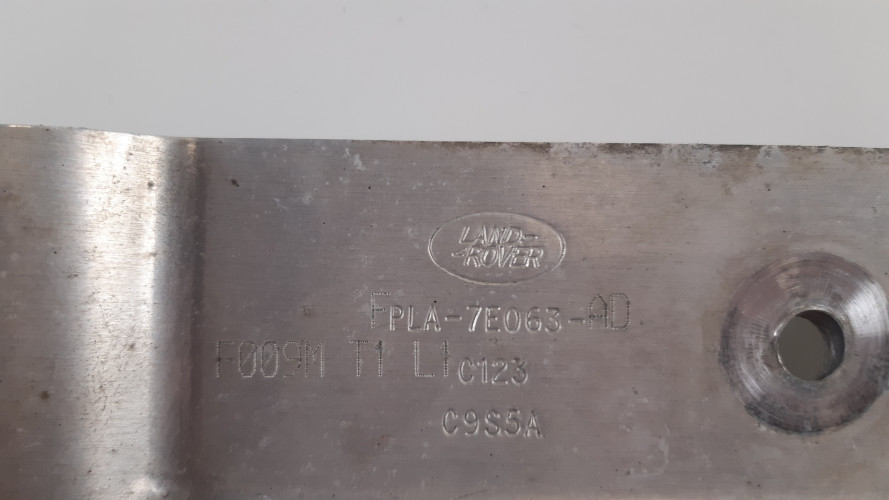 LAND-
-ROVER
FPLA-7E063-AD
F009M T1 L1 C123
C9S5A